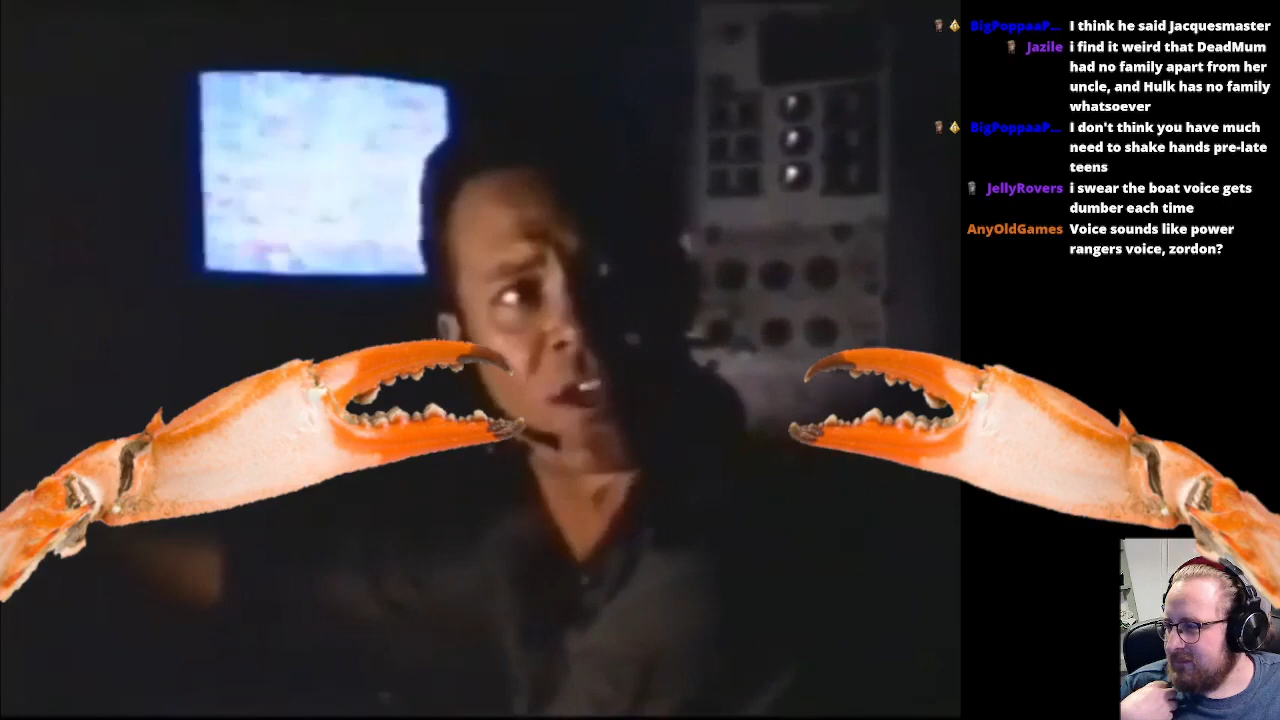 BigPoppaaP... I think he said Jacquesmaster
Jazile i find it weird that DeadMum
had no family apart from her
uncle, and Hulk has no family
whatsoever
BigPoppaaP... I don't think you have much
need to shake hands pre-late
teens
JellyRovers i swear the boat voice gets
dumber each time
AnyOldGames Voice sounds like power
rangers voice, zordon?